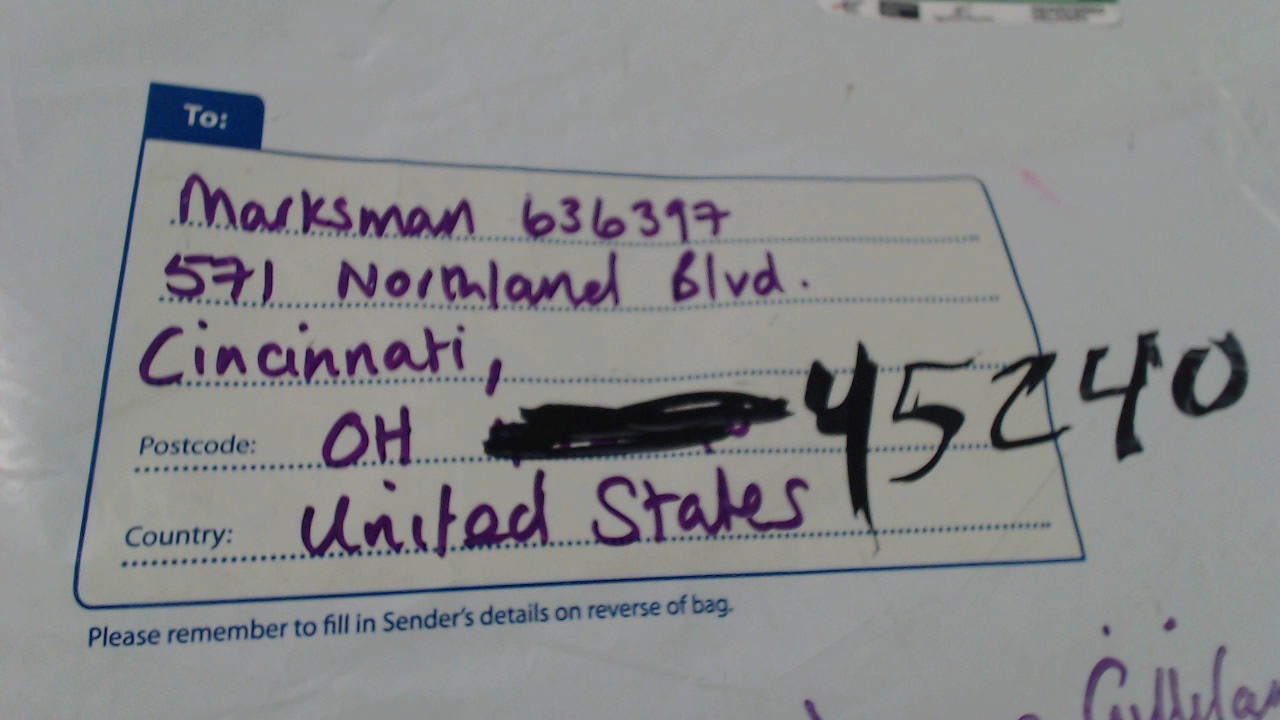 To:
Marksman 636397
571 Northland Blvd.
Cincinnati,
Postcode: OH 45240
Country: United States
Please remember to fill in Sender's details on reverse of bag.